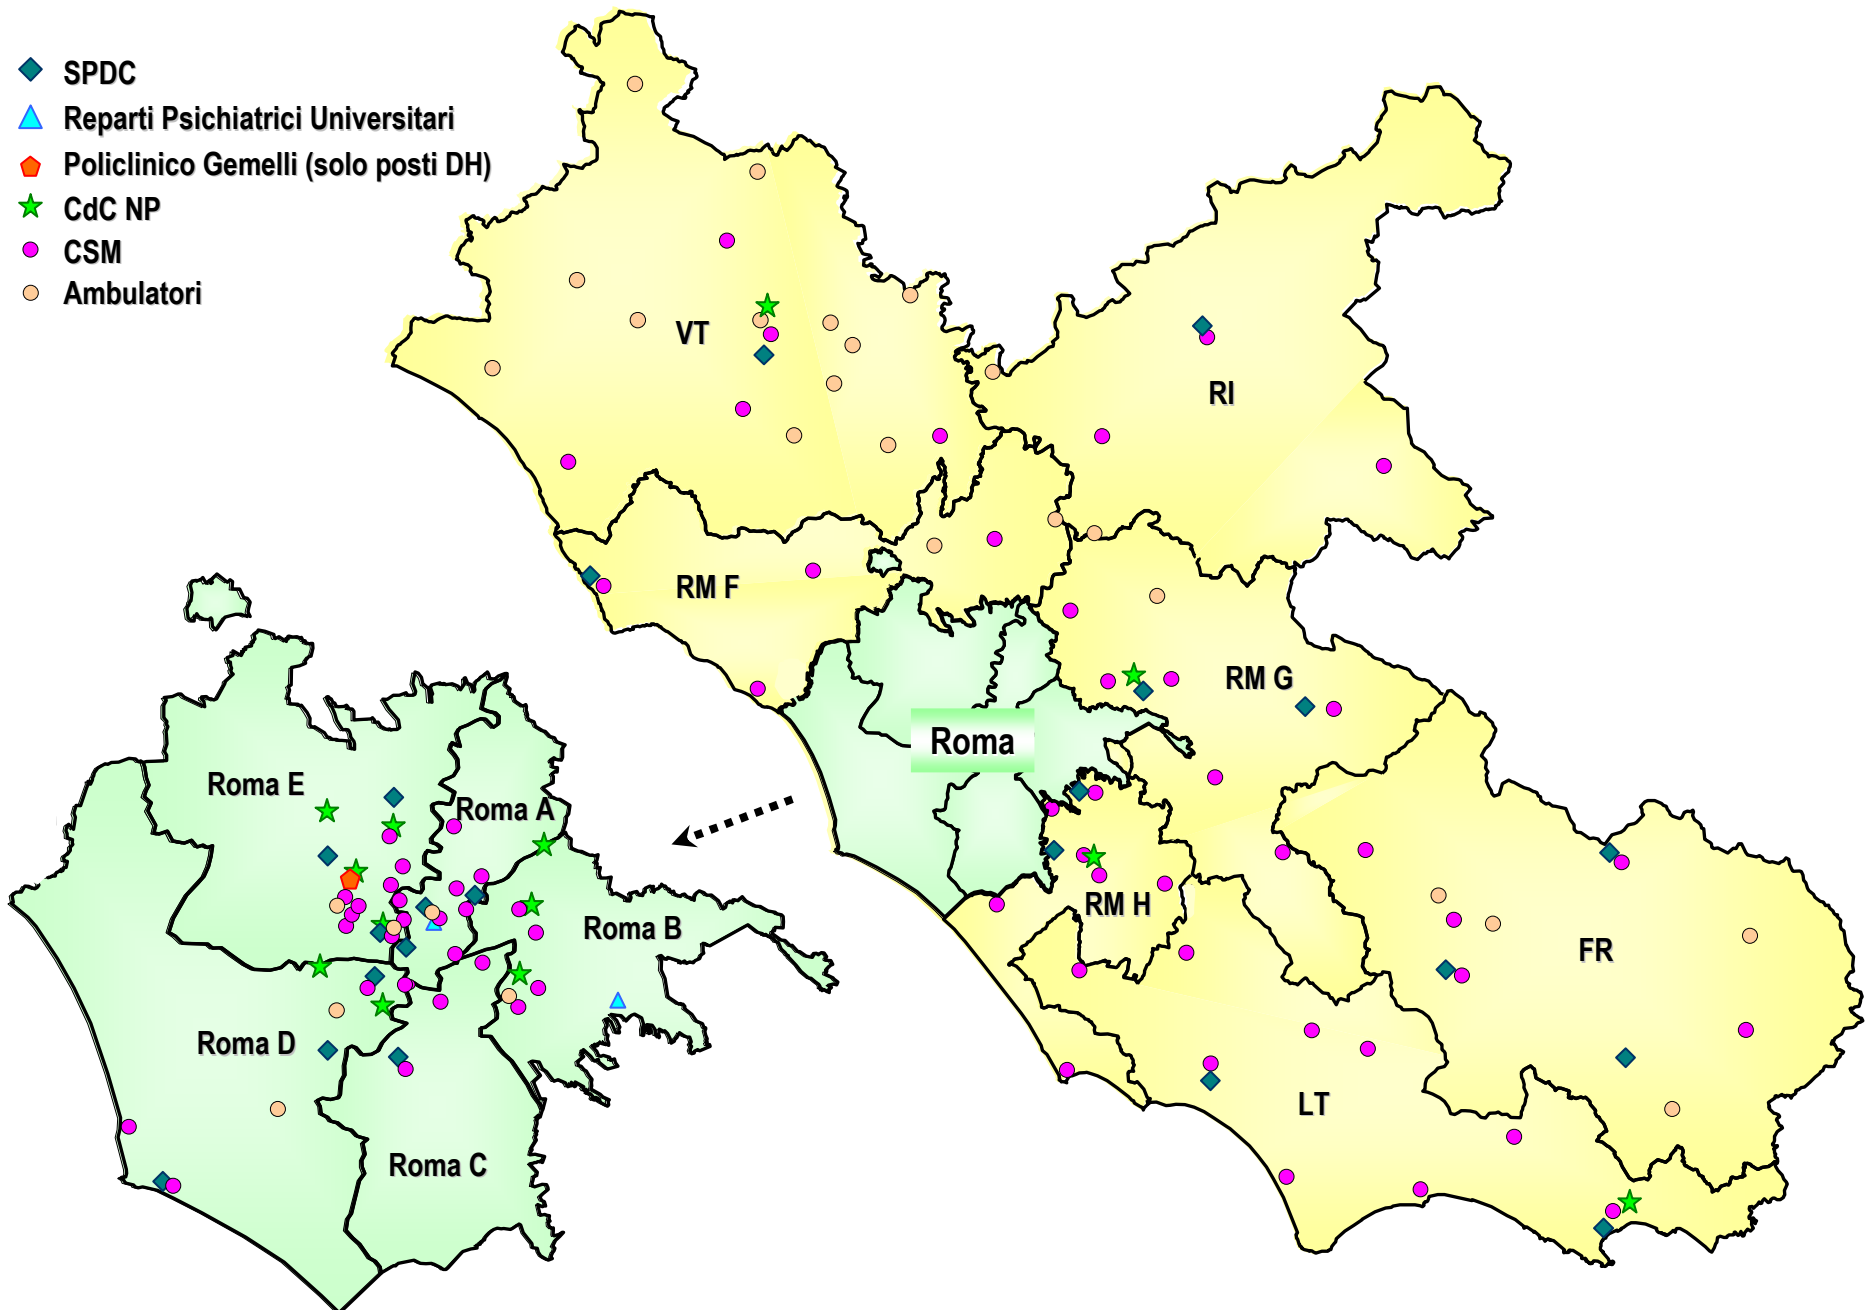 SPDC
Reparti Psichiatrici Universitari
Policlinico Gemelli (solo posti DH)
CdC NP
CSM
Ambulatori
VT
RI
RM F
RM G
Roma
Roma E
Roma A
RM H
Roma B
FR
Roma D
LT
Roma C